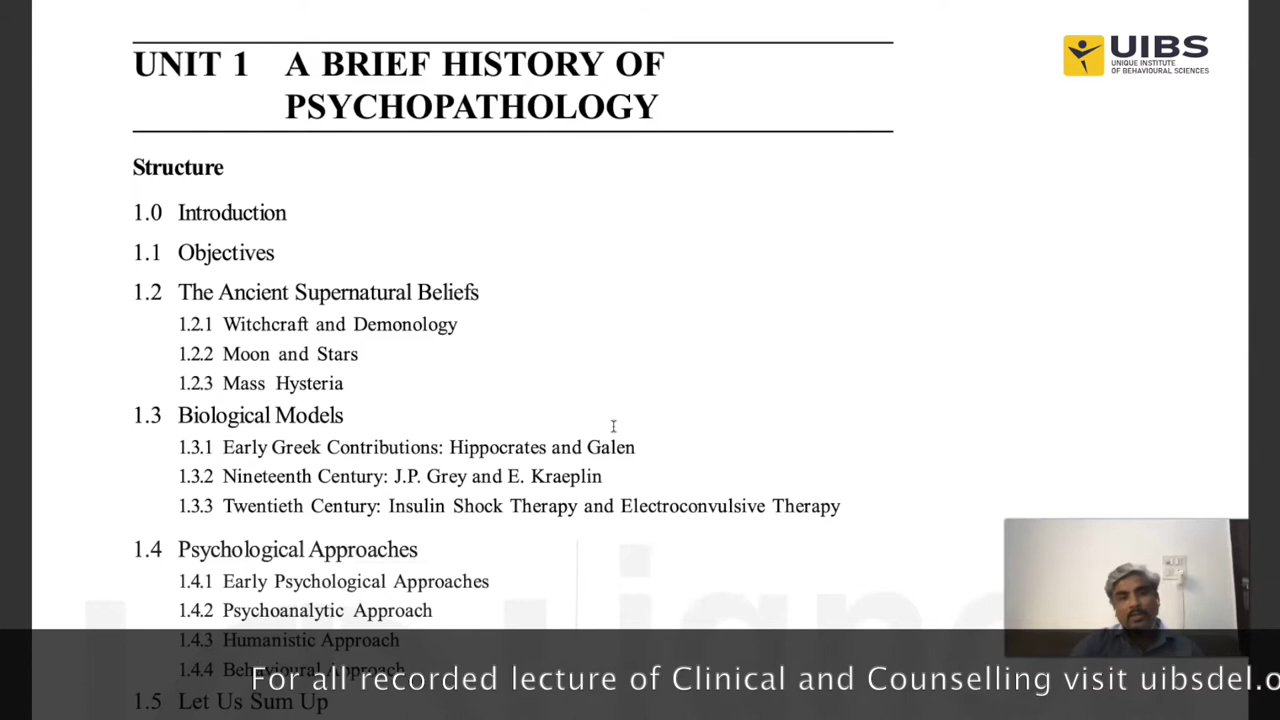 UNIT 1 A BRIEF HISTORY OF
PSYCHOPATHOLOGY
UIBS
UNIQUE INSTITUTE
OF BEHAVIOURAL SCIENCES
Structure
1.0 Introduction
1.1 Objectives
1.2 The Ancient Supernatural Beliefs
1.2.1 Witchcraft and Demonology
1.2.2 Moon and Stars
1.2.3 Mass Hysteria
1.3 Biological Models
1.3.1 Early Greek Contributions: Hippocrates and Galen
1.3.2 Nineteenth Century: J.P. Grey and E. Kraeplin
1.3.3 Twentieth Century: Insulin Shock Therapy and Electroconvulsive Therapy
1.4 Psychological Approaches
1.4.1 Early Psychological Approaches
1.4.2 Psychoanalytic Approach
1.4.3 Humanistic Approach
1.4.4 Behavioural Approach
For all recorded lecture of Clinical and Counselling visit uibsdel.o
1.5 Let Us Sum Up